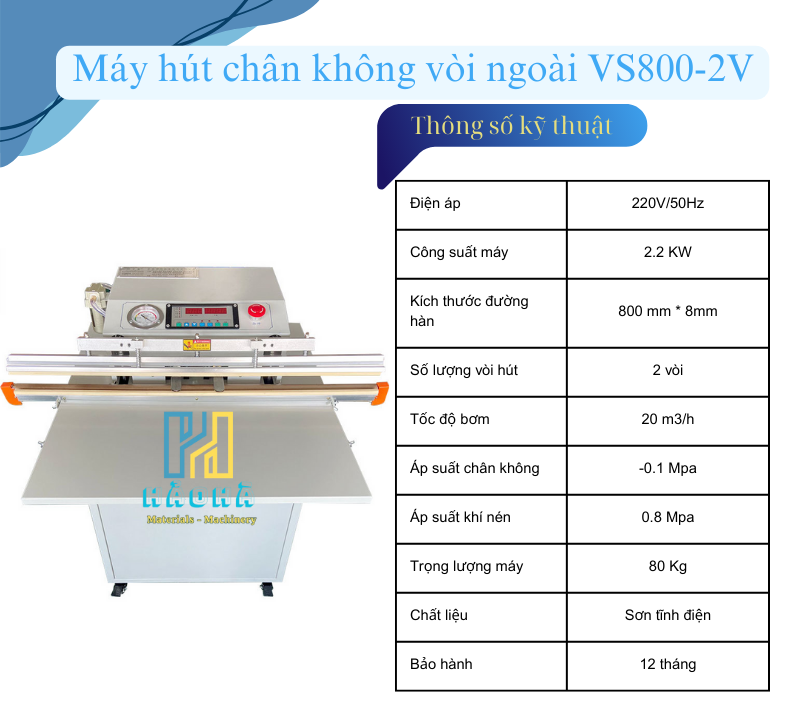 Máy hút chân không vòi ngoài VS800-2V
Thông số kỹ thuật
Điện áp 220V/50Hz
Công suất máy 2.2 KW
Kích thước đường
hàn 800 mm * 8mm
Số lượng vòi hút 2 vòi
Tốc độ bơm 20 m3/h
Áp suất chân không -0.1 Mpa
Áp suất khí nén 0.8 Mpa
Trọng lượng máy 80 Kg
Chất liệu Sơn tĩnh điện
Bảo hành 12 tháng
Materials - Machinery